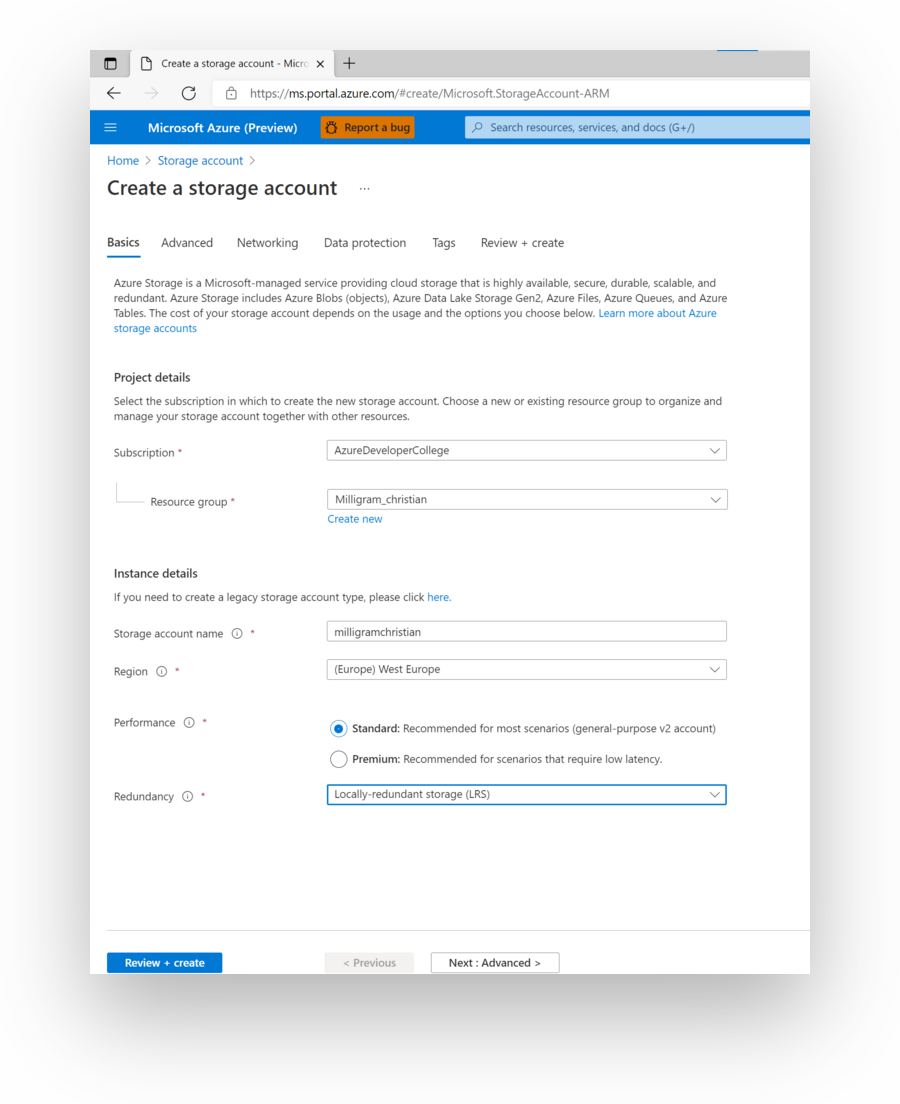 Create a storage account - Micro
https://ms.portal.azure.com/#create/Microsoft.StorageAccount-ARM
Microsoft Azure (Preview) Report a bug Search resources, services, and docs (G+/)
Home > Storage account >
Create a storage account ...
Basics Advanced Networking Data protection Tags Review + create
Azure Storage is a Microsoft-managed service providing cloud storage that is highly available, secure, durable, scalable, and
redundant. Azure Storage includes Azure Blobs (objects), Azure Data Lake Storage Gen2, Azure Files, Azure Queues, and Azure
Tables. The cost of your storage account depends on the usage and the options you choose below. Learn more about Azure
storage accounts
Project details
Select the subscription in which to create the new storage account. Choose a new or existing resource group to organize and
manage your storage account together with other resources.
Subscription * AzureDeveloperCollege
Resource group * Milligram_christian
Create new
Instance details
If you need to create a legacy storage account type, please click here.
Storage account name * milligramchristian
Region * (Europe) West Europe
Performance * Standard: Recommended for most scenarios (general-purpose v2 account)
Premium: Recommended for scenarios that require low latency.
Redundancy * Locally-redundant storage (LRS)
Review + create < Previous Next : Advanced >